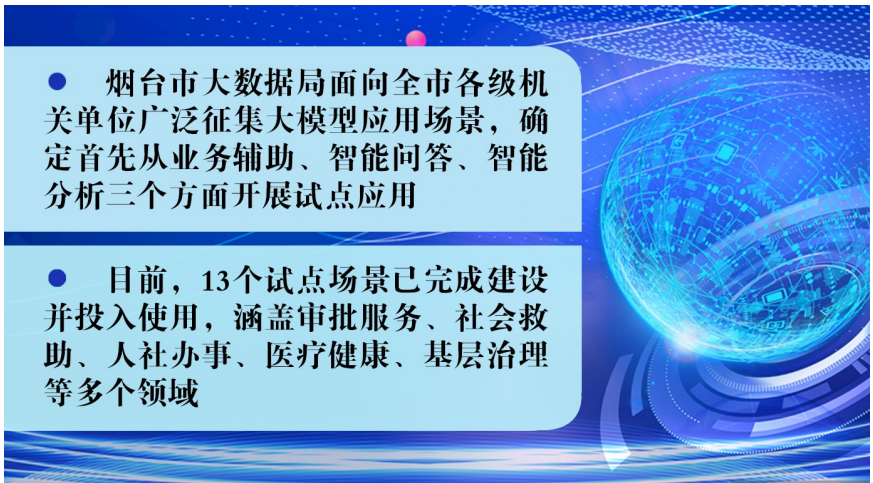 ● 烟台市大数据局面向全市各级机
关单位广泛征集大模型应用场景，确
定首先从业务辅助、智能问答、智能
分析三个方面开展试点应用
● 目前，13个试点场景已完成建设
并投入使用，涵盖审批服务、社会救
助、人社办事、医疗健康、基层治理
等多个领域